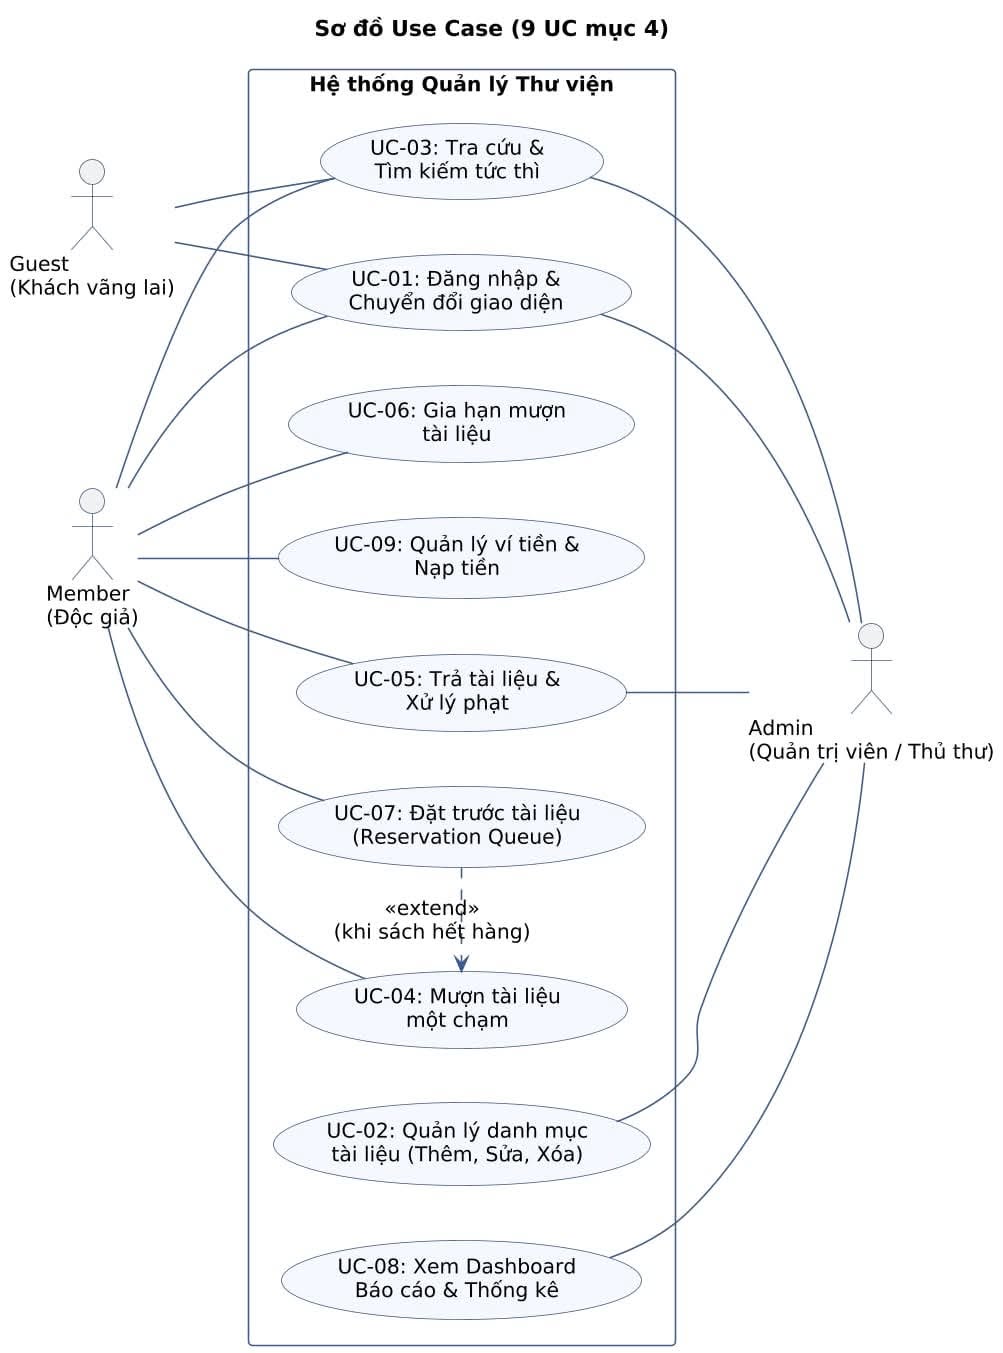 Sơ đồ Use Case (9 UC mục 4)
Hệ thống Quản lý Thư viện
UC-03: Tra cứu &
Tìm kiếm tức thì
Guest
(Khách vãng lai)
UC-01: Đăng nhập &
Chuyển đổi giao diện
UC-06: Gia hạn mượn
tài liệu
UC-09: Quản lý ví tiền &
Nạp tiền
Member
(Độc giả)
UC-05: Trả tài liệu &
Xử lý phạt
Admin
(Quản trị viên / Thủ thư)
UC-07: Đặt trước tài liệu
(Reservation Queue)
«extend»
(khi sách hết hàng)
UC-04: Mượn tài liệu
một chạm
UC-02: Quản lý danh mục
tài liệu (Thêm, Sửa, Xóa)
UC-08: Xem Dashboard
Báo cáo & Thống kê